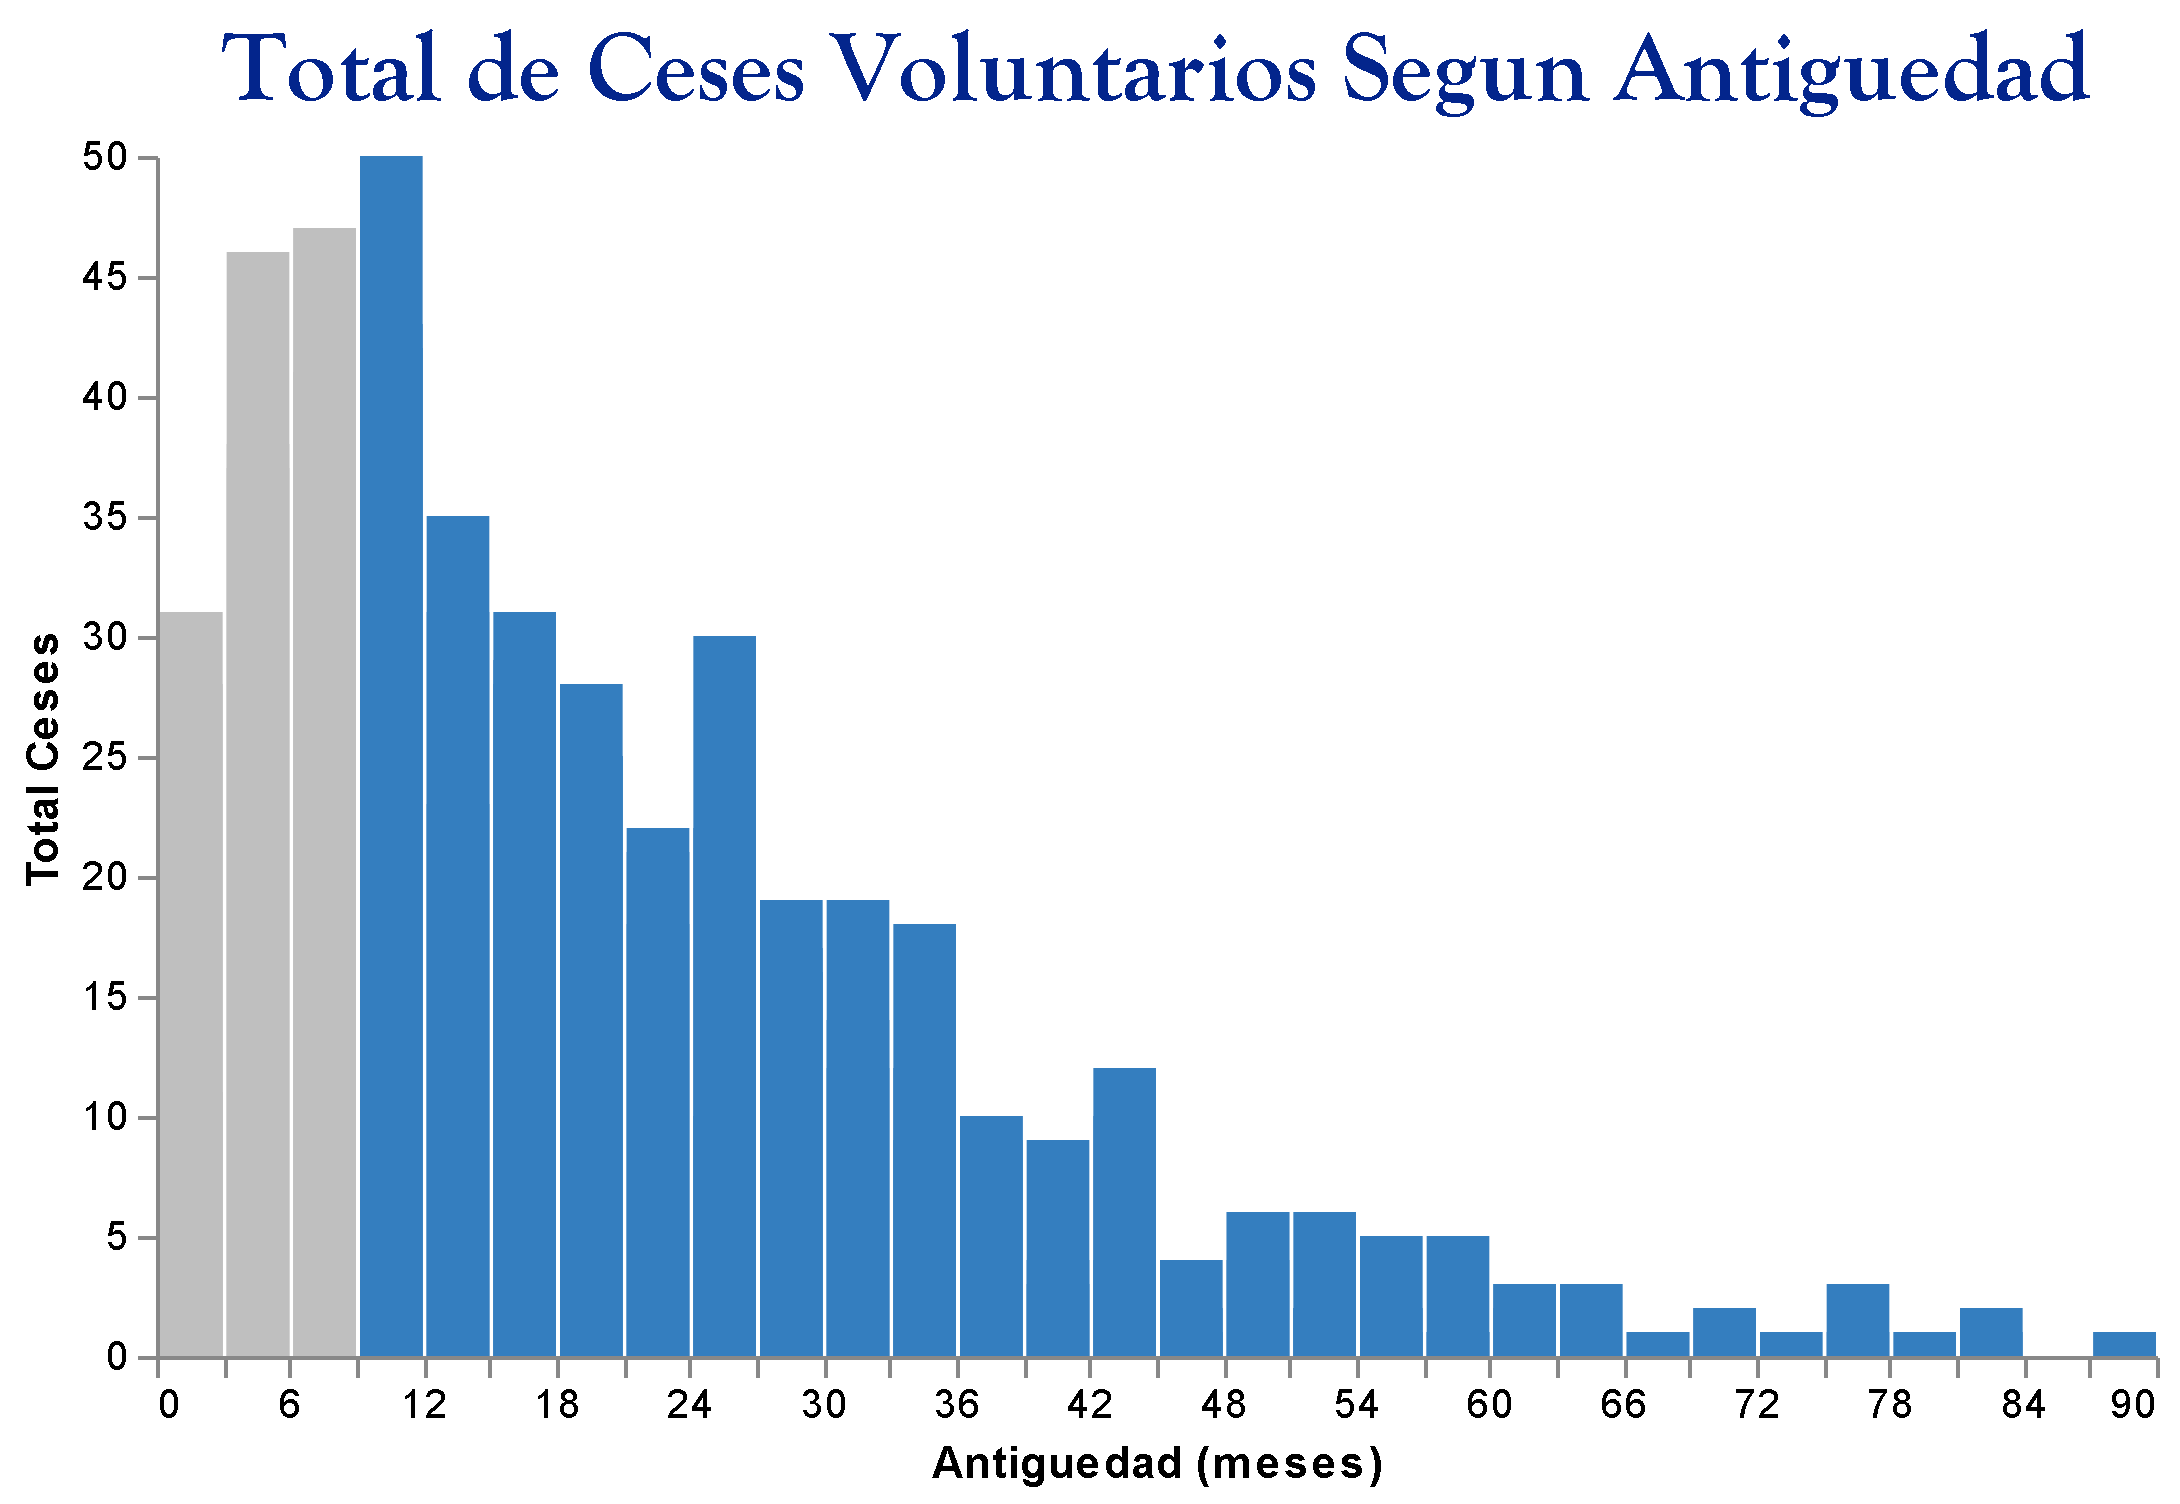 Total de Ceses Voluntarios Segun Antiguedad
50
45
40
35
30
25
20
15
10
5
0
Total Ceses
0 6 12 18 24 30 36 42 48 54 60 66 72 78 84 90
Antiguedad (meses)